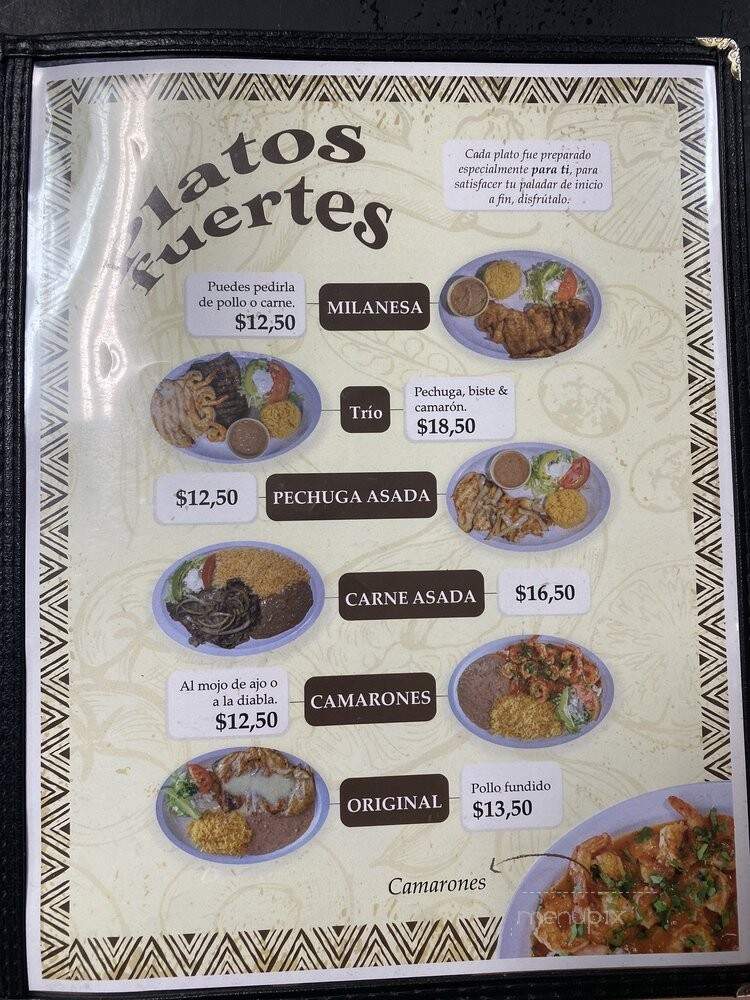 Platos
fuertes
Cada plato fue preparado
especialmente para ti, para
satisfacer tu paladar de inicio
a fin, disfrútalo.
Puedes pedirla
de pollo o carne.
$12,50
MILANESA
Trío
Pechuga, biste &
camarón.
$18,50
$12,50
PECHUGA ASADA
CARNE ASADA
$16,50
Al mojo de ajo o
a la diabla.
$12,50
CAMARONES
ORIGINAL
Pollo fundido
$13,50
Camarones
menupix